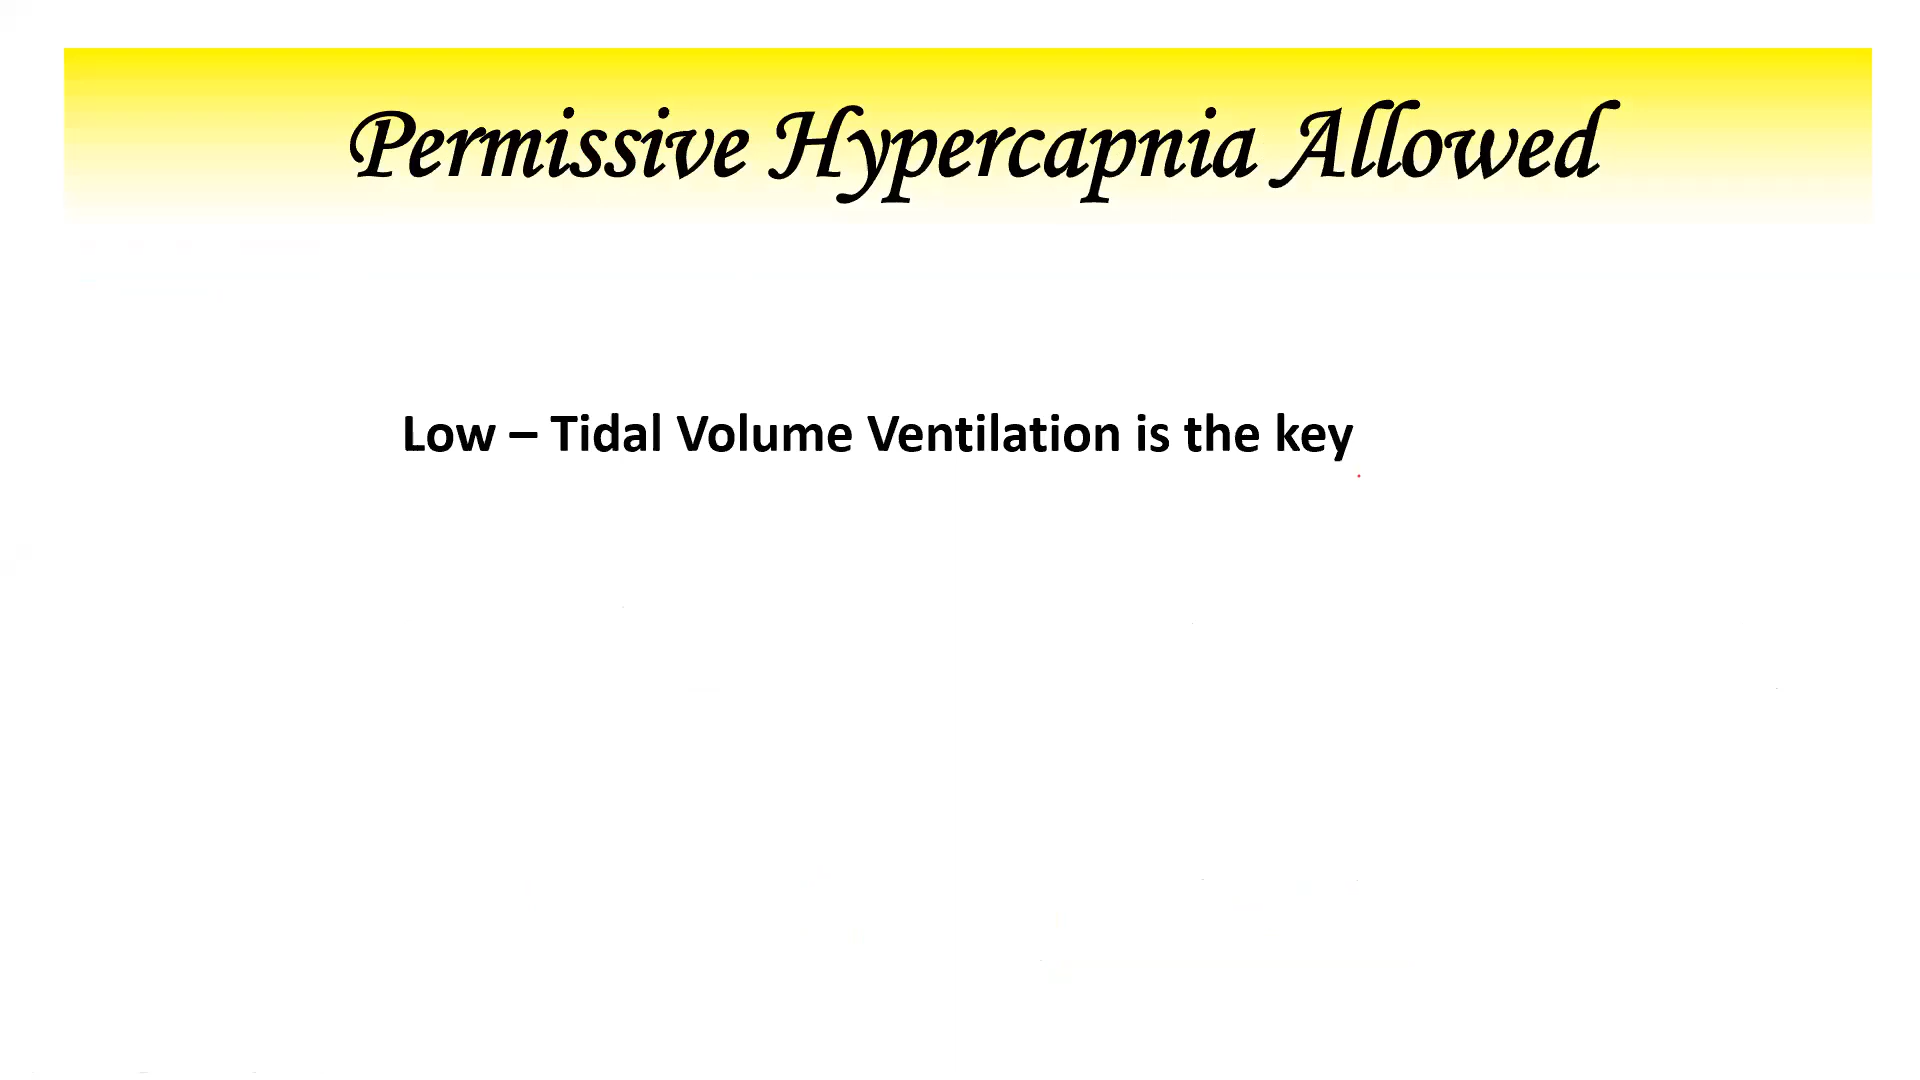 Permissive Hypercapnia Allowed
Low – Tidal Volume Ventilation is the key